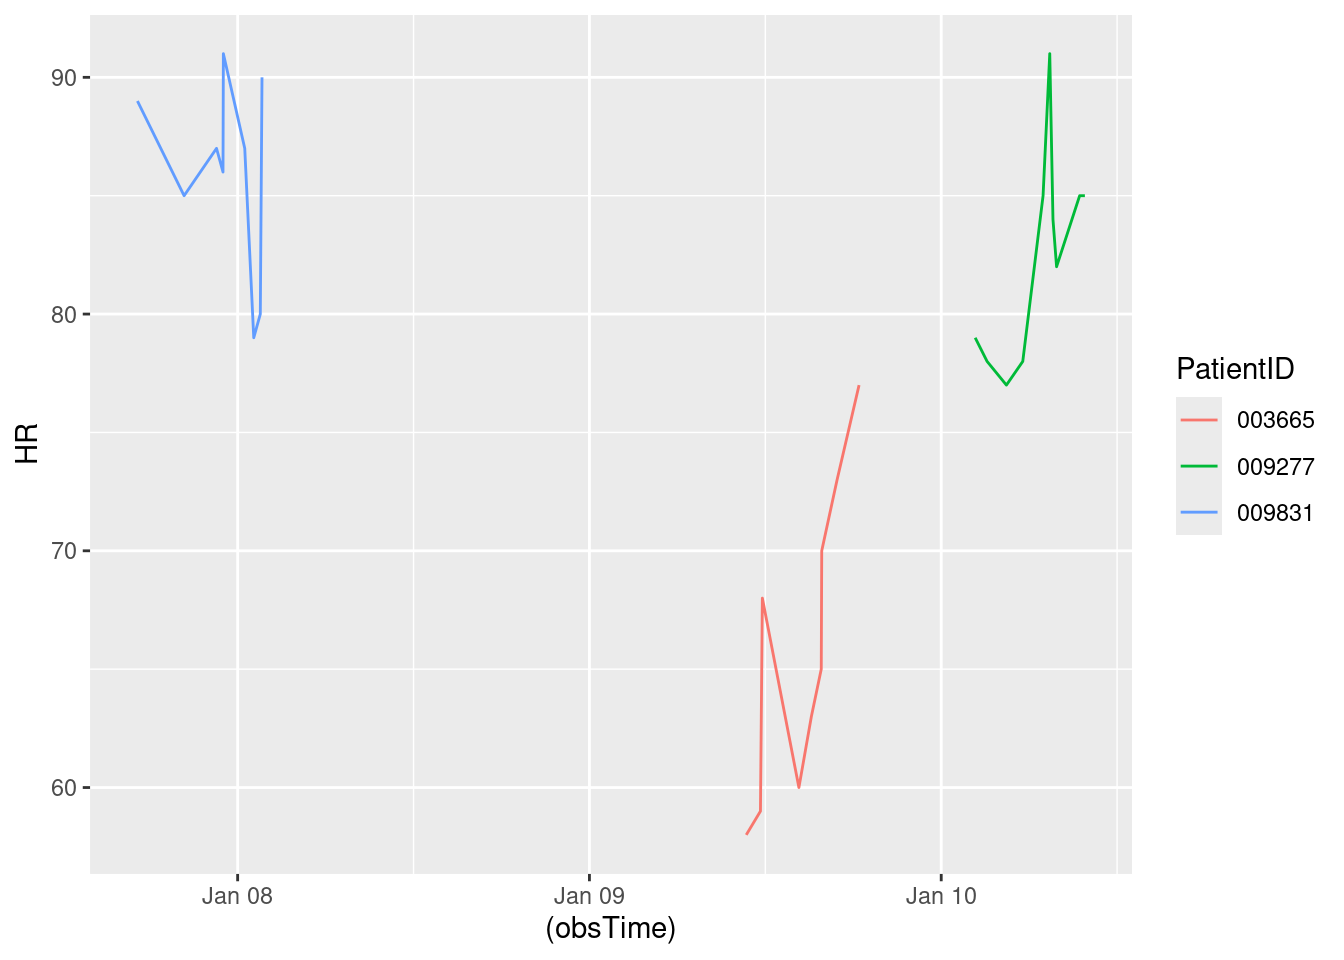 90
80
70
60
HR
Jan 08
Jan 09
Jan 10
(obsTime)
PatientID
003665
009277
009831